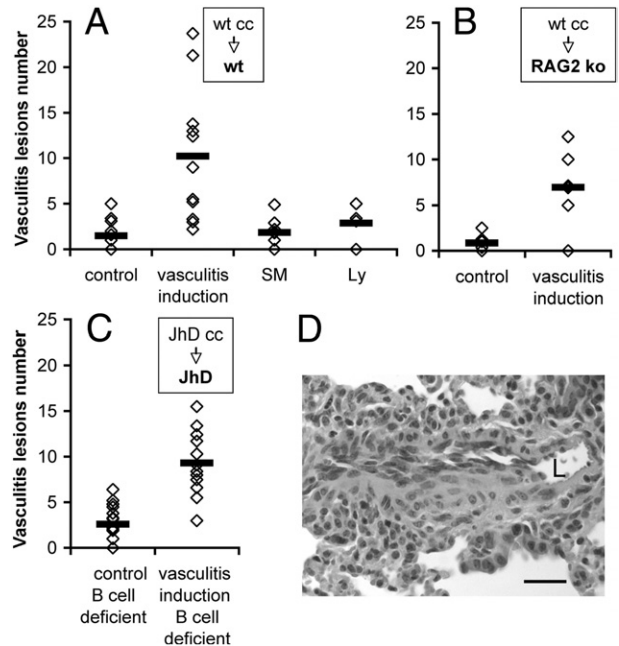 A
Vasculitis lesions number
25
20
15
10
5
0
wt cc
wt
control
vasculitis
induction
SM
Ly
B
25
20
15
10
5
0
wt cc
RAG2 ko
control
vasculitis
induction
C
Vasculitis lesions number
25
20
15
10
5
0
JhD cc
JhD
control
B cell
deficient
vasculitis
induction
B cell
deficient
D
L